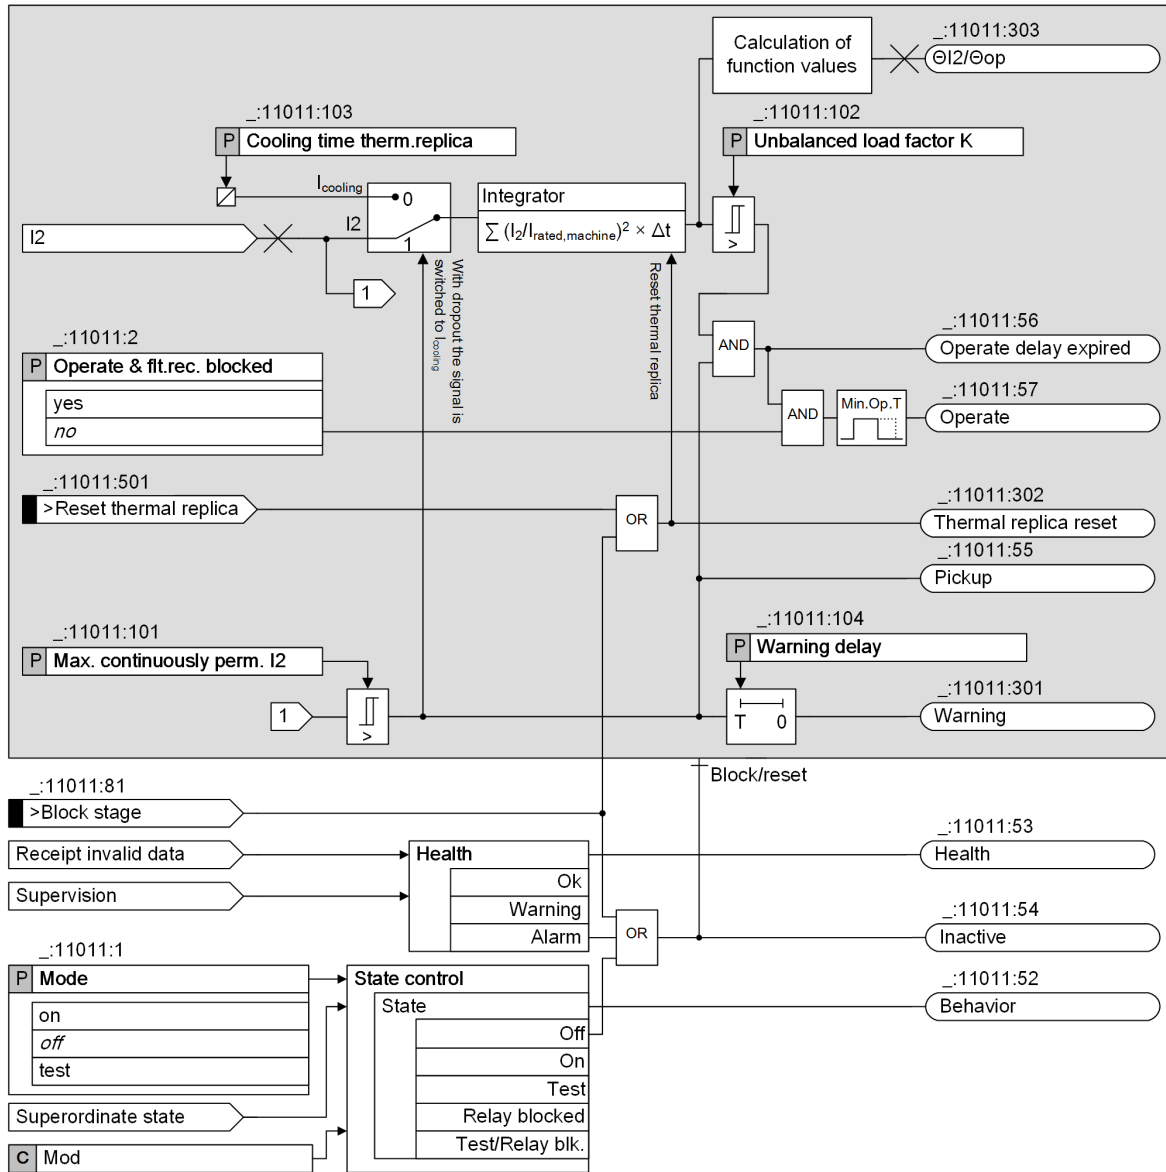 _:11011:303
Calculation of
function values
ΘI2/Θop
_:11011:103
_:11011:102
P Cooling time therm.replica
P Unbalanced load factor K
Icooling
0
Integrator
I2
I2
1
∑ (I2/Irated,machine)² × Δt
>
With dropout the signal is
switched to Icooling
Reset thermal replica
1
_:11011:2
_:11011:56
P Operate & flt.rec. blocked
AND
Operate delay expired
yes
_:11011:57
no
AND
Min.Op.T
Operate
_:11011:501
_:11011:302
>Reset thermal replica
OR
Thermal replica reset
_:11011:55
Pickup
_:11011:101
_:11011:104
P Max. continuously perm. I2
P Warning delay
_:11011:301
1
>
T 0
Warning
Block/reset
_:11011:81
>Block stage
_:11011:53
Receipt invalid data
Health
Health
Ok
Supervision
Warning
_:11011:54
Alarm
OR
Inactive
_:11011:1
P Mode
State control
_:11011:52
on
State
Behavior
off
Off
test
On
Test
Superordinate state
Relay blocked
C Mod
Test/Relay blk.